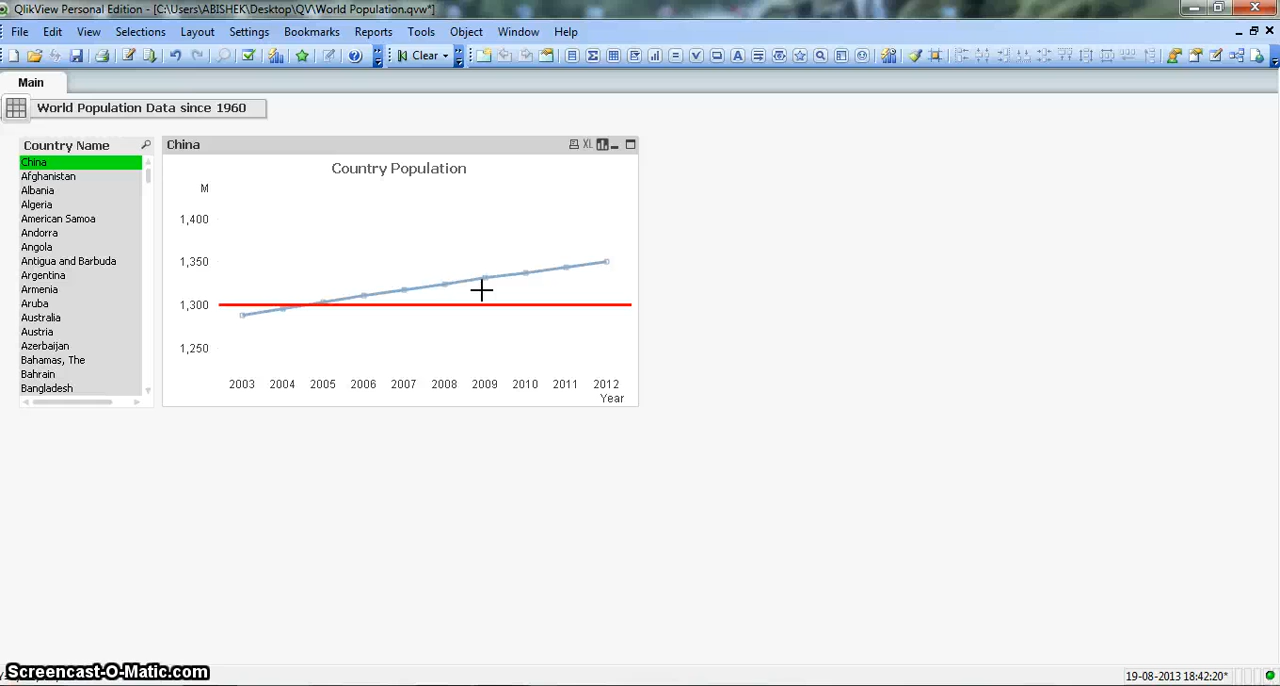 QlikView Personal Edition - [C:\Users\ABISHEK\Desktop\QV\World Population.qvw*]
File Edit View Selections Layout Settings Bookmarks Reports Tools Object Window Help
Clear
Main
World Population Data since 1960
Country Name
China
Afghanistan
Albania
Algeria
American Samoa
Andorra
Angola
Antigua and Barbuda
Argentina
Armenia
Aruba
Australia
Austria
Azerbaijan
Bahamas, The
Bahrain
Bangladesh
China
XL
Country Population
M
1,400
1,350
1,300
1,250
2003 2004 2005 2006 2007 2008 2009 2010 2011 2012
Year
Screencast-O-Matic.com
19-08-2013 18:42:20*